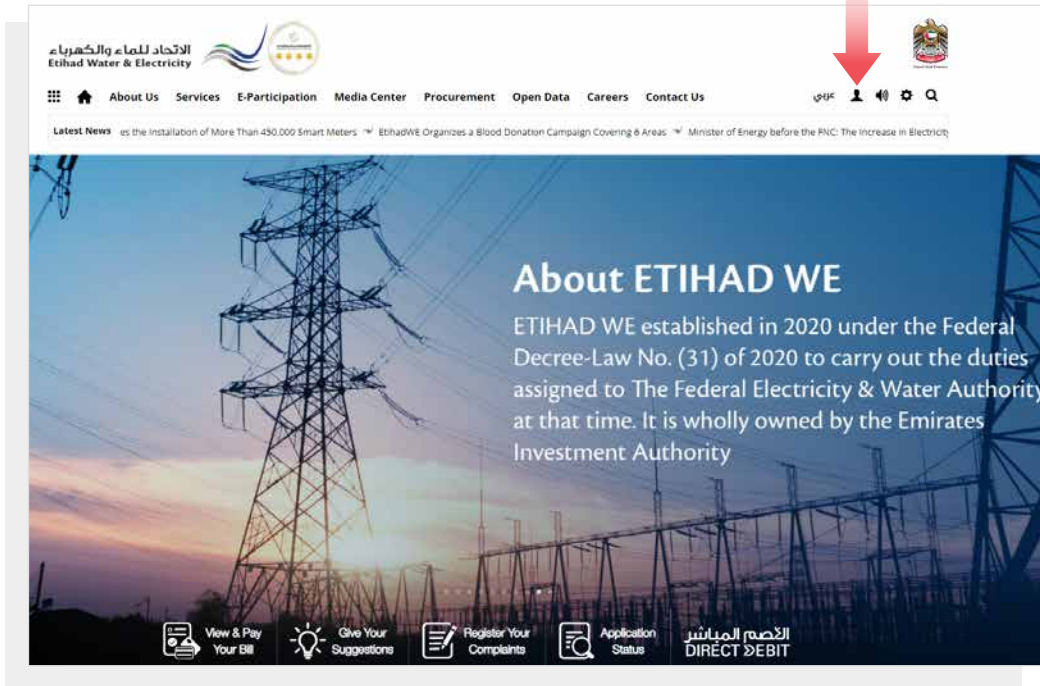 الاتحاد للماء والكهرباء
Etihad Water & Electricity
About Us Services E-Participation Media Center Procurement Open Data Careers Contact Us عربي
Latest News es the Installation of More Than 450,000 Smart Meters EtihadWE Organizes a Blood Donation Campaign Covering 6 Areas Minister of Energy before the FNC: The Increase in Electricity
About ETIHAD WE
ETIHAD WE established in 2020 under the Federal
Decree-Law No. (31) of 2020 to carry out the duties
assigned to The Federal Electricity & Water Authority
at that time. It is wholly owned by the Emirates
Investment Authority
View & Pay
Your Bill
Give Your
Suggestions
Register Your
Complaints
Application
Status
الخصم المباشر
DIRECT DEBIT